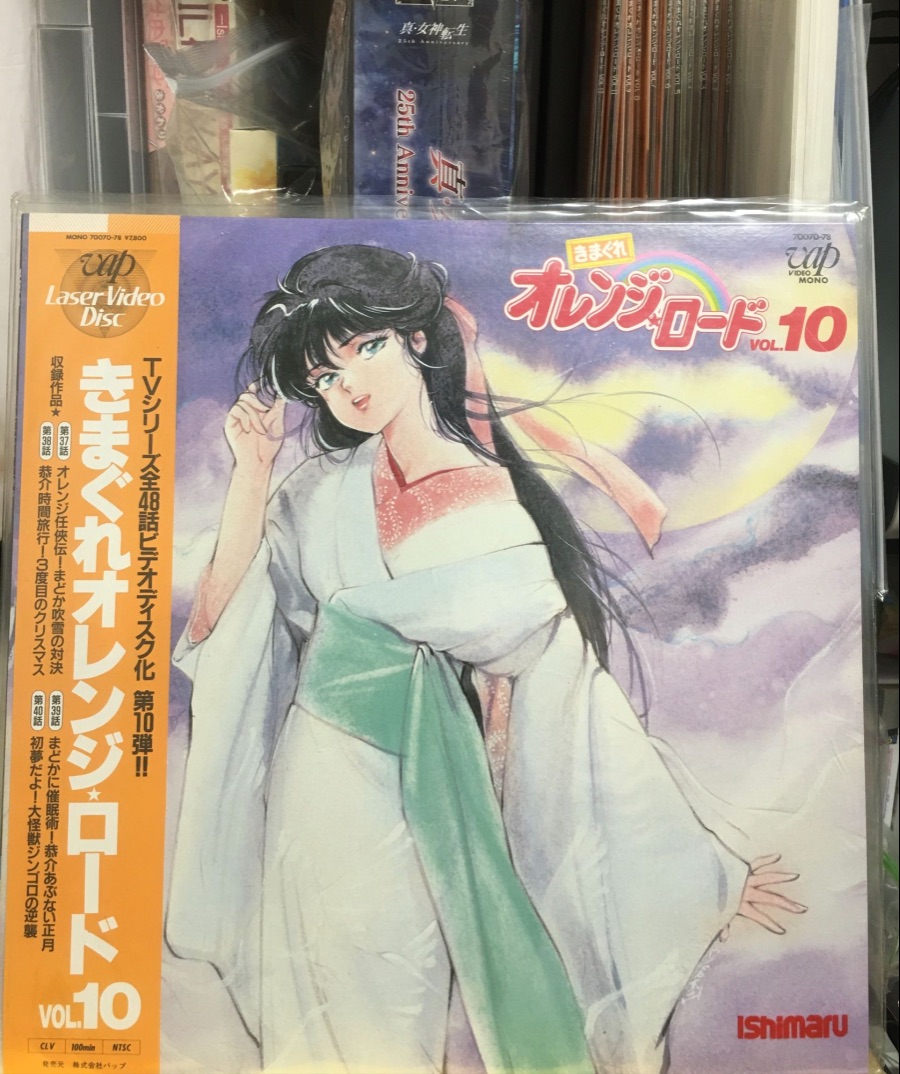 真・女神転生
25th Anniversary
25th Annive
真・
MONO 70070-78 ¥7,800
vap
LaserVideo
Disc
TVシリーズ全48話ビデオディスク化 第10弾!!
きまぐれオレンジ★ロード
VOL.10
収録作品★
第37話 オレンジ任侠伝!まどか吹雪の対決
第38話 恭介時間旅行!3度目のクリスマス
第39話 まどかに催眠術!恭介あぶない正月
第40話 初夢だよ!大怪獣ジンゴロの逆襲
CLV 100min NTSC
発売元 株式会社バップ
きまぐれ
オレンジ★ロード
VOL.10
70070-78
vap
VIDEO
MONO
Ishimaru